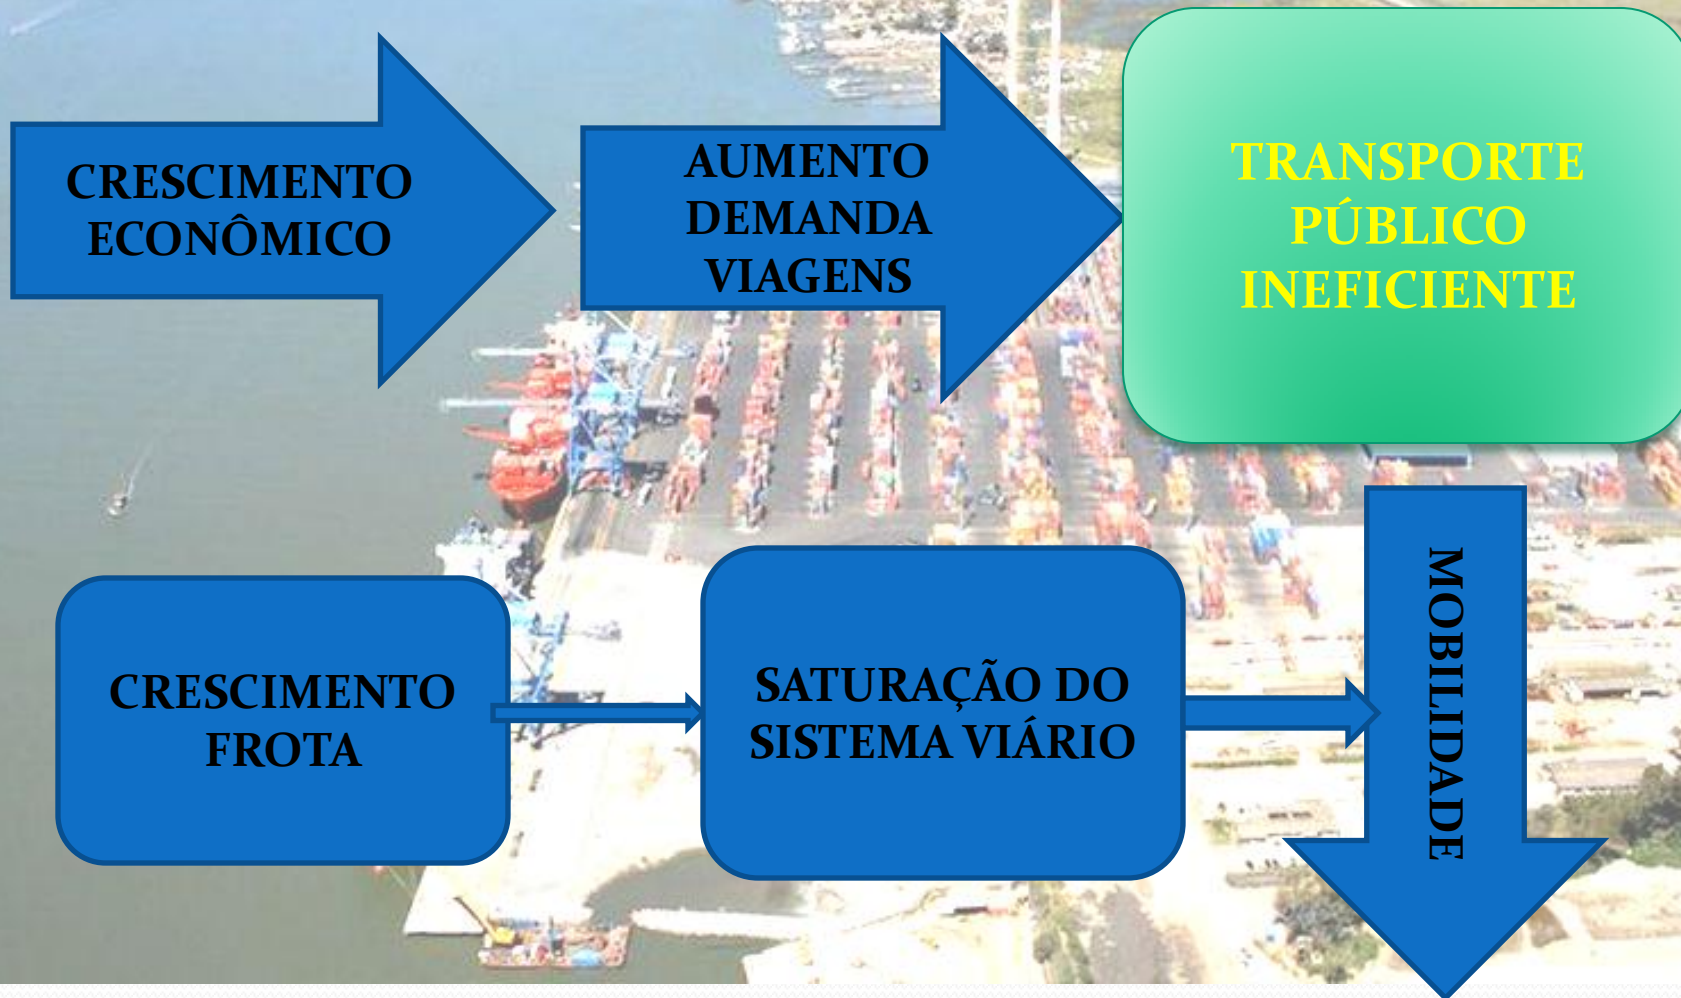 CRESCIMENTO
ECONÔMICO
AUMENTO
DEMANDA
VIAGENS
TRANSPORTE
PÚBLICO
INEFICIENTE
CRESCIMENTO
FROTA
SATURAÇÃO DO
SISTEMA VIÁRIO
MOBILIDADE